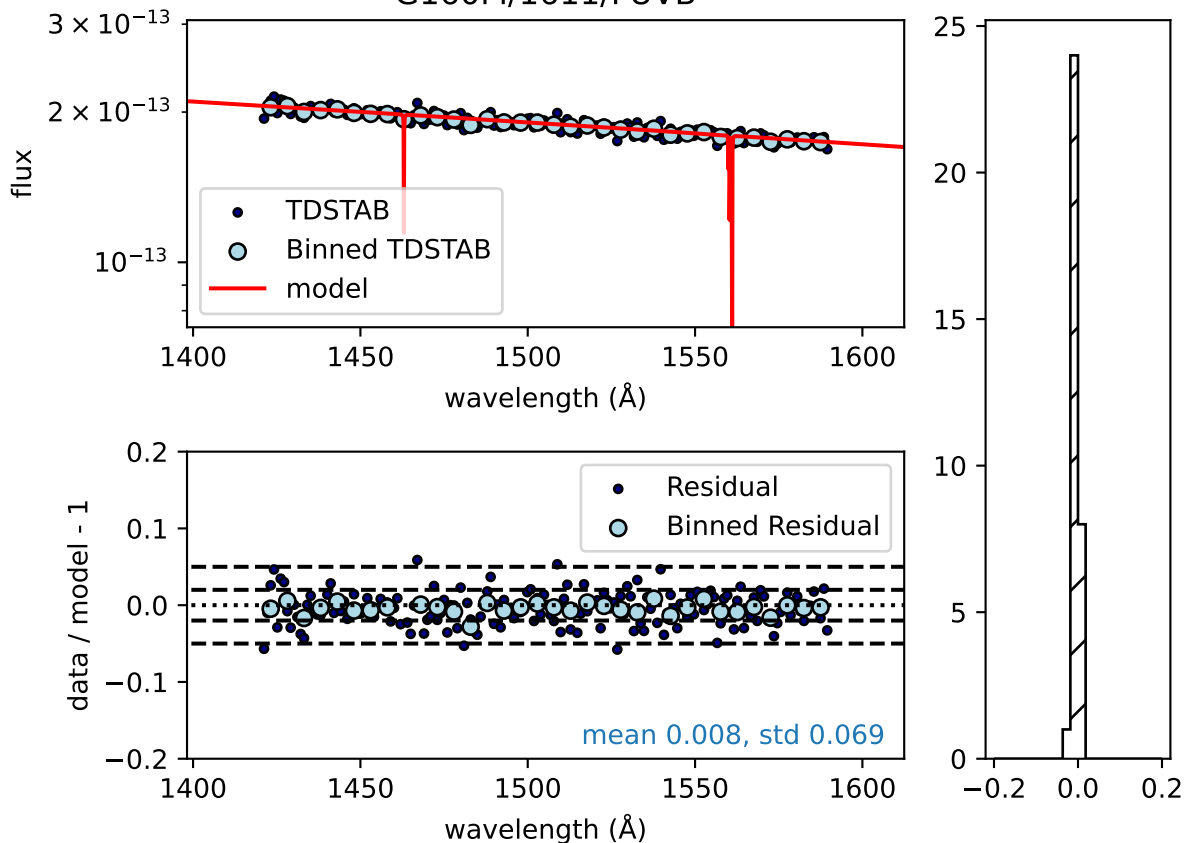 3 × 10⁻¹³
2 × 10⁻¹³
10⁻¹³
flux
TDSTAB
Binned TDSTAB
model
1400 1450 1500 1550 1600
wavelength (Å)
0.2
0.1
0.0
−0.1
−0.2
data / model - 1
Residual
Binned Residual
mean 0.008, std 0.069
1400 1450 1500 1550 1600
wavelength (Å)
25
20
15
10
5
0
−0.2 0.0 0.2